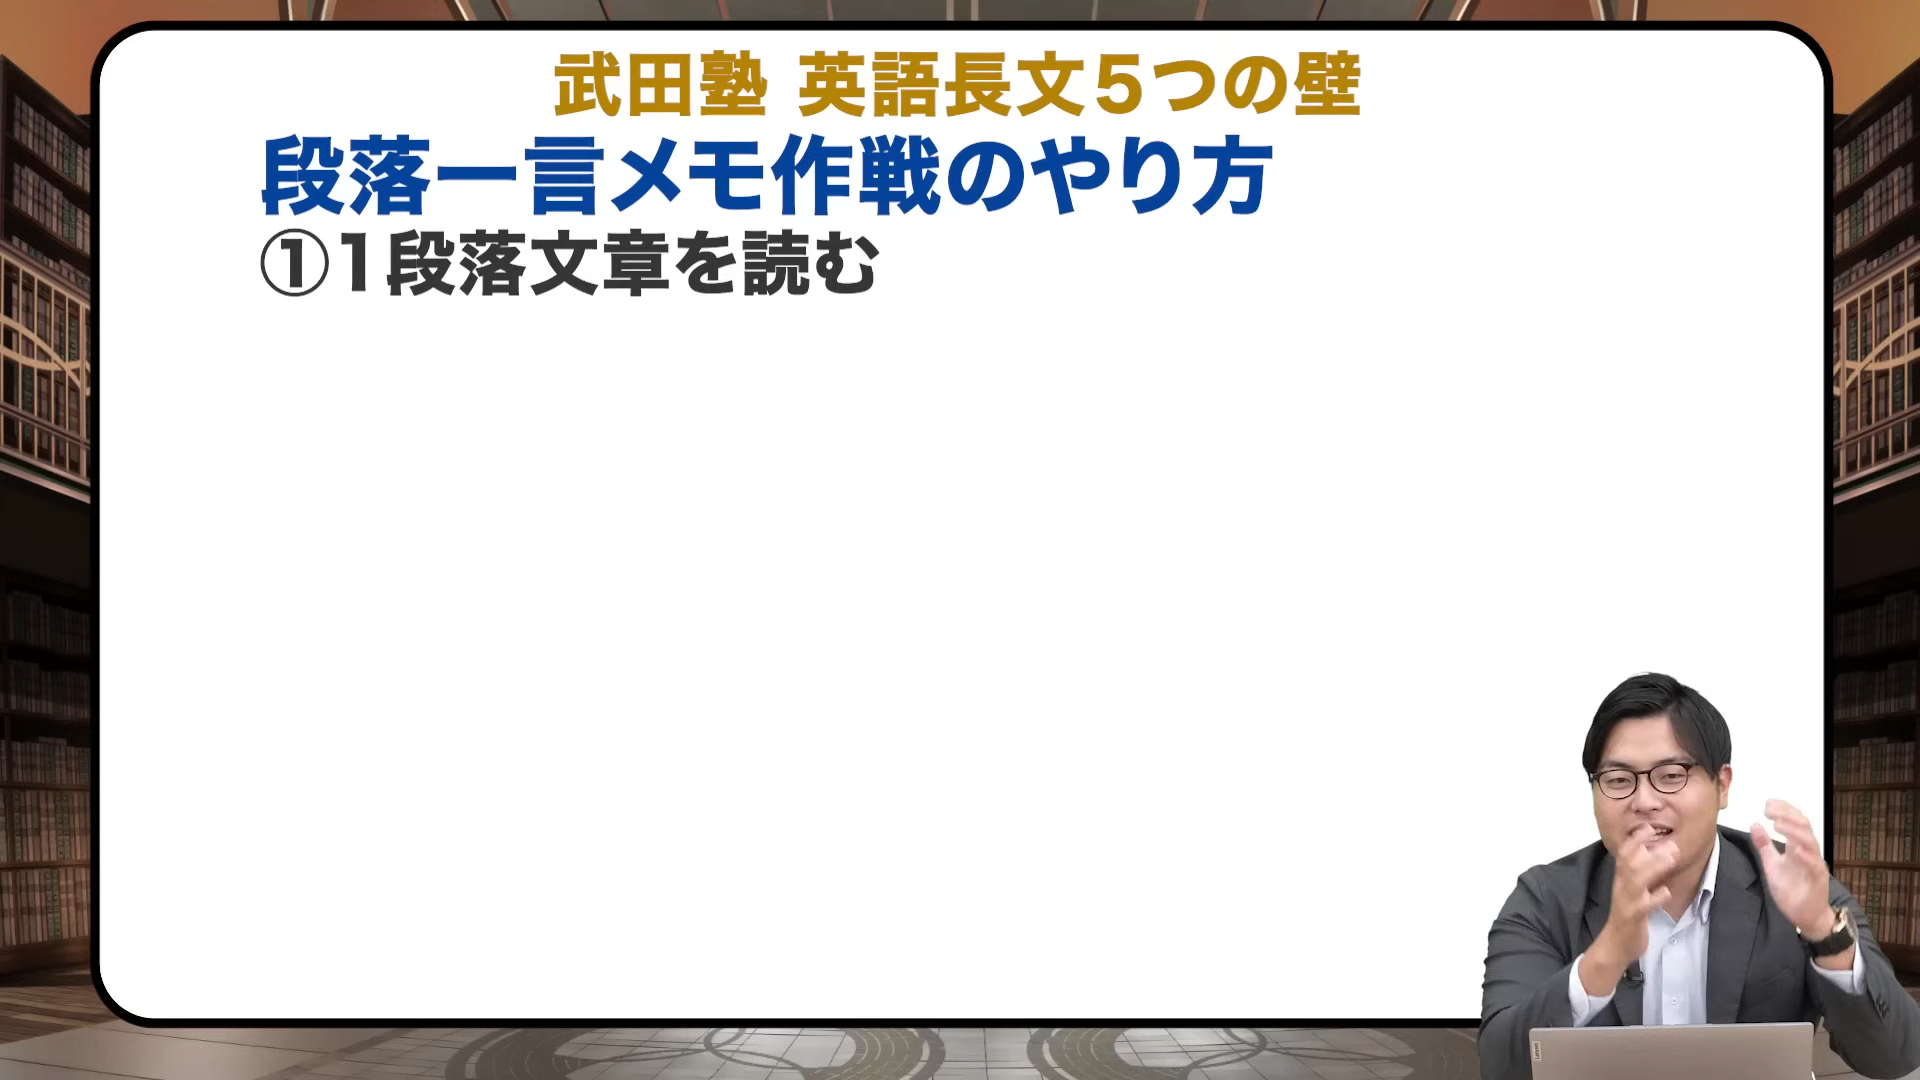 武田塾 英語長文5つの壁
段落一言メモ作戦のやり方
①1段落文章を読む